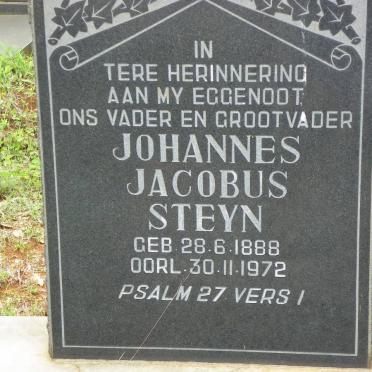 IN
TERE HERINNERING
AAN MY EGGENOOT
ONS VADER EN GROOTVADER
JOHANNES
JACOBUS
STEYN
GEB. 28.6.1888
OORL. 30.11.1972
PSALM 27 VERS 1